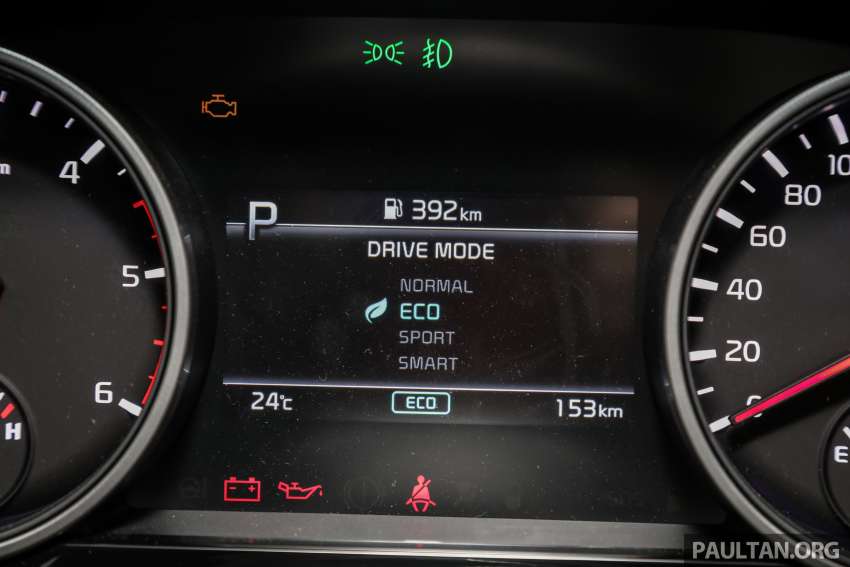 P
392km
DRIVE MODE
NORMAL
ECO
SPORT
SMART
24°C
ECO
153km
4
5
6
H
80
60
40
20
0
E
PAULTAN.ORG